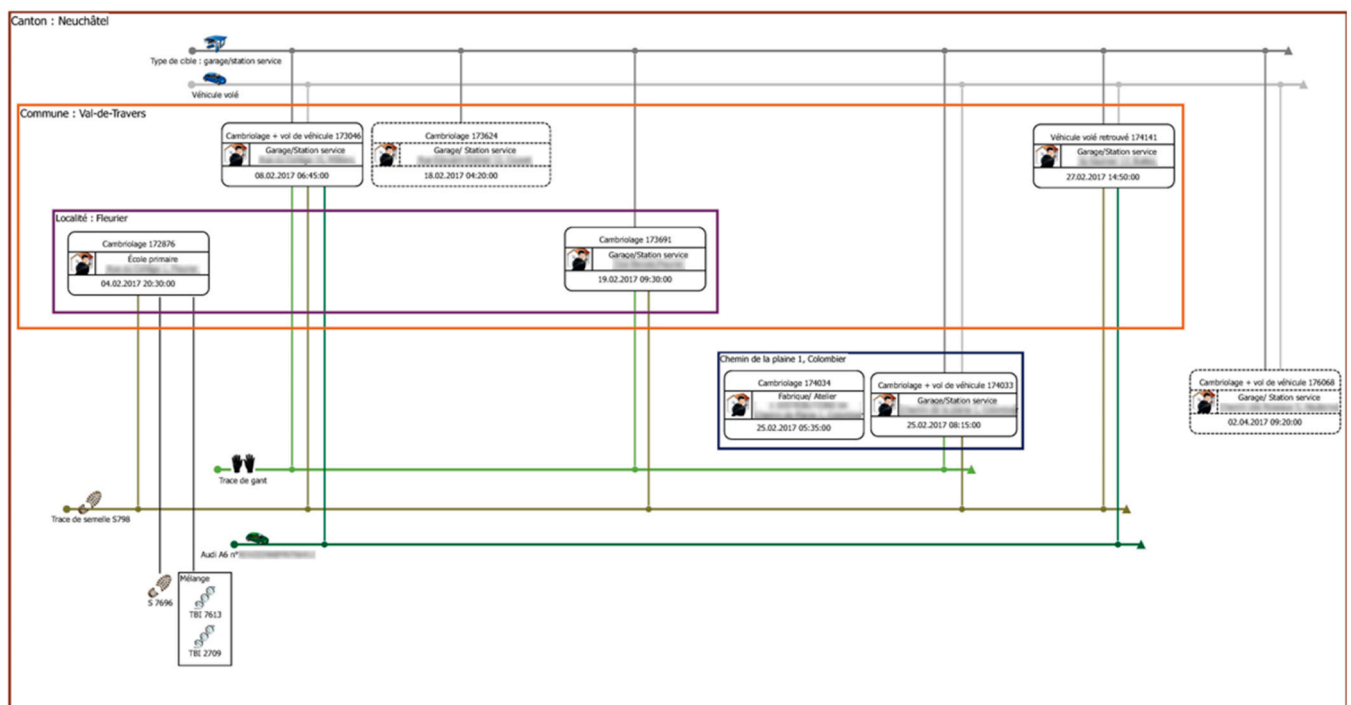 Canton : Neuchâtel
Type de cible : garage/station service
Véhicule volé
Commune : Val-de-Travers
Cambriolage + vol de véhicule 173046
Garage/Station service
08.02.2017 06:45:00
Cambriolage 173624
Garage/ Station service
18.02.2017 04:20:00
Véhicule volé retrouvé 174141
Garage/Station service
27.02.2017 14:50:00
Localité : Fleurier
Cambriolage 172876
École primaire
04.02.2017 20:30:00
Cambriolage 173691
Garage/Station service
19.02.2017 09:30:00
Chemin de la plaine 1, Colombier
Cambriolage 174034
Fabrique/ Atelier
25.02.2017 05:35:00
Cambriolage + vol de véhicule 174033
Garage/Station service
25.02.2017 08:15:00
Cambriolage + vol de véhicule 176068
Garage/ Station service
02.04.2017 09:20:00
Trace de gant
Trace de semelle S798
Audi A6 n°
S 7696
Mélange
TBI 7613
TBI 2709